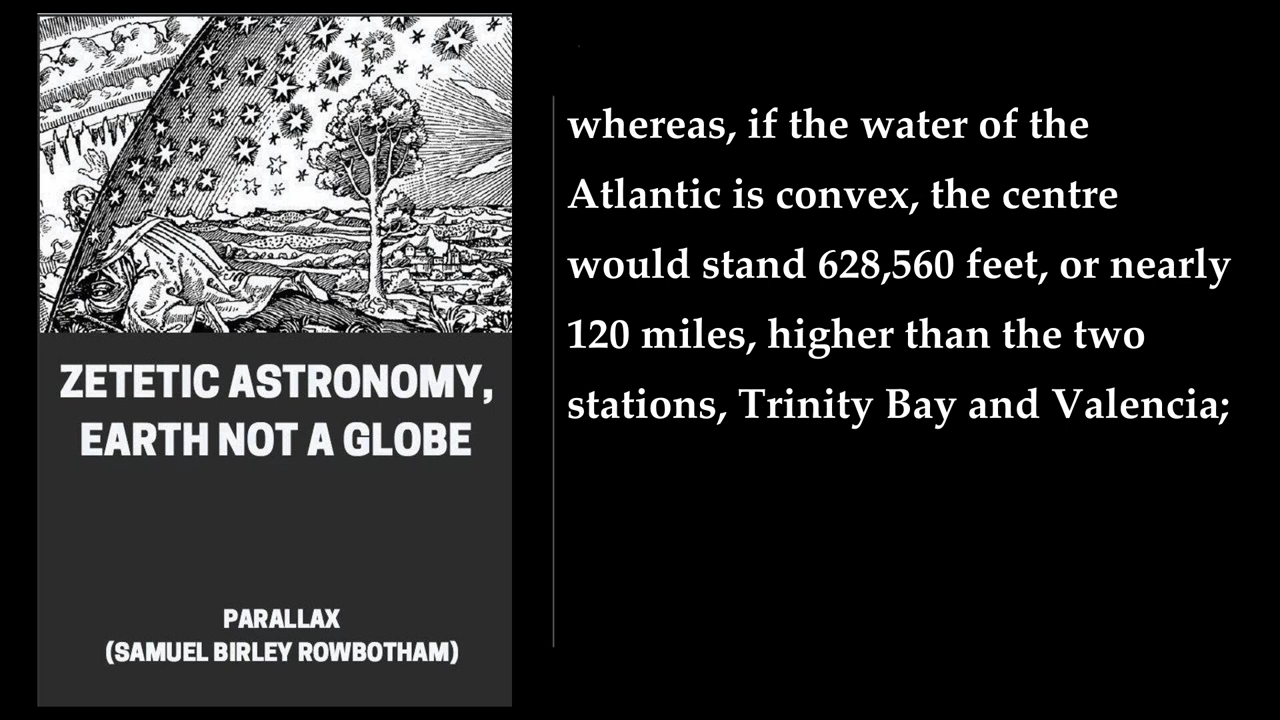 ZETETIC ASTRONOMY,
EARTH NOT A GLOBE
PARALLAX
(SAMUEL BIRLEY ROWBOTHAM)
whereas, if the water of the
Atlantic is convex, the centre
would stand 628,560 feet, or nearly
120 miles, higher than the two
stations, Trinity Bay and Valencia;